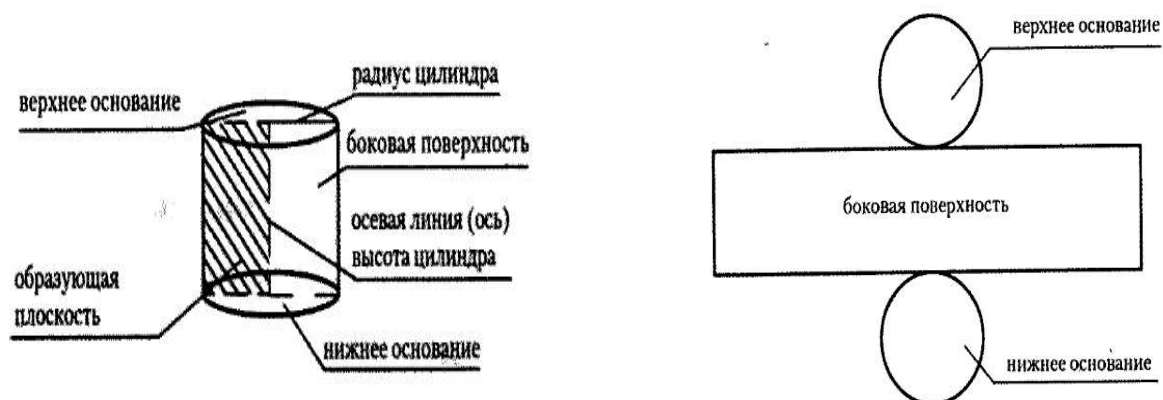 верхнее основание
радиус цилиндра
боковая поверхность
осевая линия (ось)
высота цилиндра
образующая
плоскость
нижнее основание
верхнее основание
боковая поверхность
нижнее основание